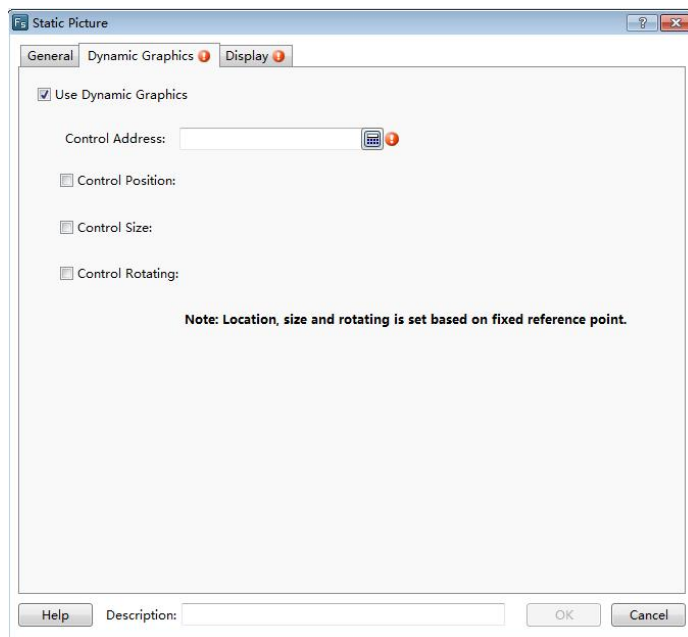 Fs Static Picture
General Dynamic Graphics Display
Use Dynamic Graphics
Control Address:
Control Position:
Control Size:
Control Rotating:
Note: Location, size and rotating is set based on fixed reference point.
Help Description: OK Cancel